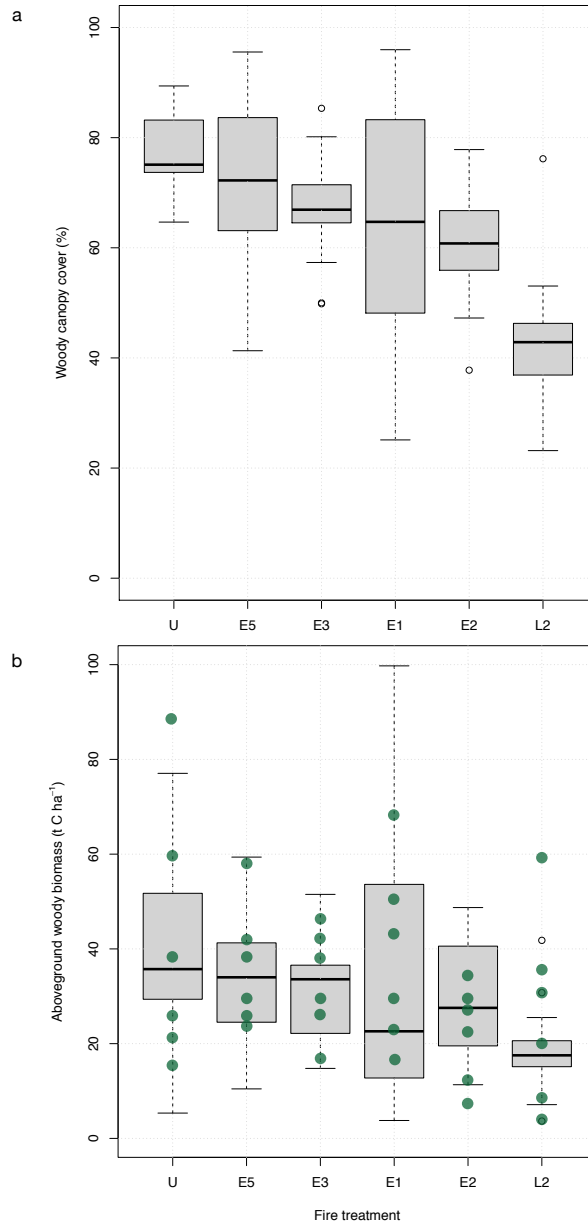 a
Woody canopy cover (%)
100
80
60
40
20
0
U E5 E3 E1 E2 L2
b
Aboveground woody biomass (t C ha⁻¹)
100
80
60
40
20
0
U E5 E3 E1 E2 L2
Fire treatment